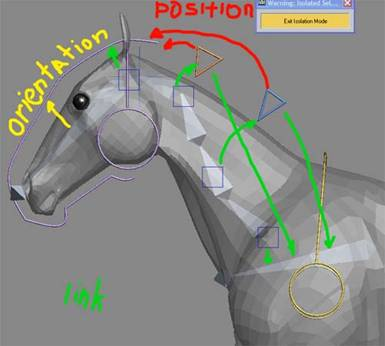 POSITION
Warning: Isolated Sel...
Exit Isolation Mode
Orientation
link